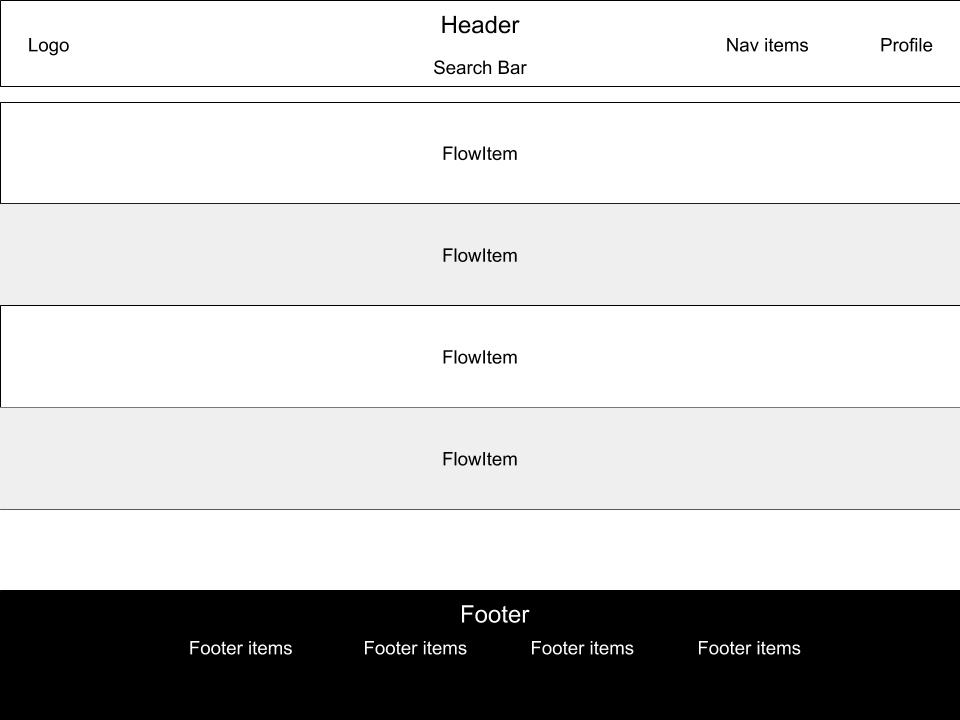 Header
Logo
Search Bar
Nav items
Profile
FlowItem
FlowItem
FlowItem
FlowItem
Footer
Footer items
Footer items
Footer items
Footer items